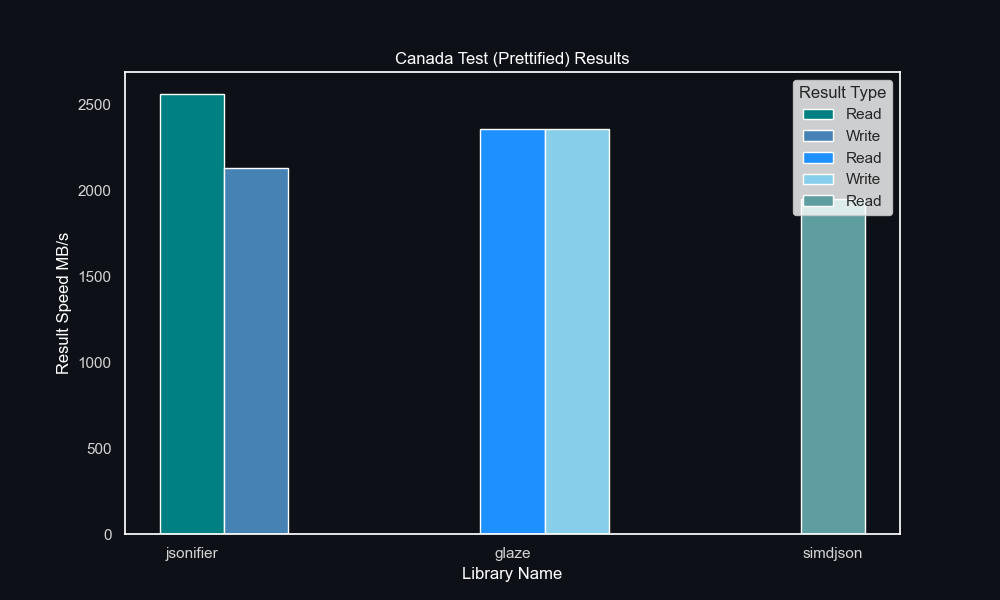 Canada Test (Prettified) Results
Result Type
Read
Write
Read
Write
Read
Result Speed MB/s
2500
2000
1500
1000
500
0
jsonifier
glaze
simdjson
Library Name